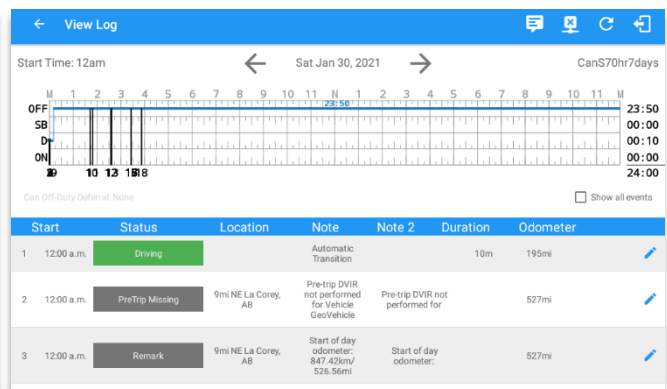 View Log
Start Time: 12am
Sat Jan 30, 2021
CanS70hr7days
M 1 2 3 4 5 6 7 8 9 10 11 N 1 2 3 4 5 6 7 8 9 10 11 M
OFF 23:50 23:50
SB 00:00
D 00:10
ON 00:00
10 12 18 24:00
Can Off-Duty Deferral: None
Show all events
Start Status Location Note Note 2 Duration Odometer
1 12:00 a.m. Driving Automatic Transition 10m 195mi
2 12:00 a.m. PreTrip Missing 9mi NE La Corey, AB Pre-trip DVIR not performed for Vehicle GeoVehicle Pre-trip DVIR not performed for 527mi
3 12:00 a.m. Remark 9mi NE La Corey, AB Start of day odometer: 847.42km/ 526.56mi Start of day odometer: 527mi